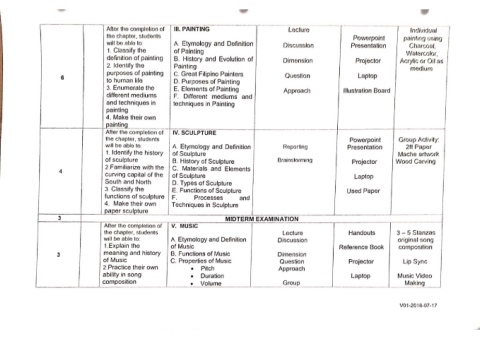 6
After the completion of
the chapter, students
will be able to:
1. Classify the
definition of painting
2. Identify the
purposes of painting
to human life
3. Enumerate the
different mediums
and techniques in
painting
4. Make their own
painting
III. PAINTING
A. Etymology and Definition
of Painting
B. History and Evolution of
Painting
C. Great Filipino Painters
D. Purposes of Painting
E. Elements of Painting
F. Different mediums and
techniques in Painting
Lecture
Discussion
Dimension
Question
Approach
Powerpoint
Presentation
Projector
Laptop
Illustration Board
Individual
painting using
Charcoal,
Watercolor,
Acrylic or Oil as
medium
4
After the completion of
the chapter, students
will be able to:
1. Identify the history
of sculpture
2.Familiarize with the
curving capital of the
South and North
3. Classify the
functions of sculpture
4. Make their own
paper sculpture
IV. SCULPTURE
A. Etymology and Definition
of Sculpture
B. History of Sculpture
C. Materials and Elements
of Sculpture
D. Types of Sculpture
E. Functions of Sculpture
F. Processes and
Techniques in Sculpture
Reporting
Brainstorming
Powerpoint
Presentation
Projector
Laptop
Used Paper
Group Activity:
2ft Paper
Mache artwork
Wood Carving
3
MIDTERM EXAMINATION
3
After the completion of
the chapter, students
will be able to:
1.Explain the
meaning and history
of Music
2.Practice their own
ability in song
composition
V. MUSIC
A. Etymology and Definition
of Music
B. Functions of Music
C. Properties of Music
• Pitch
• Duration
• Volume
Lecture
Discussion
Dimension
Question
Approach
Group
Handouts
Reference Book
Projector
Laptop
3 – 5 Stanzas
original song
composition
Lip Sync
Music Video
Making
V01-2018-07-17